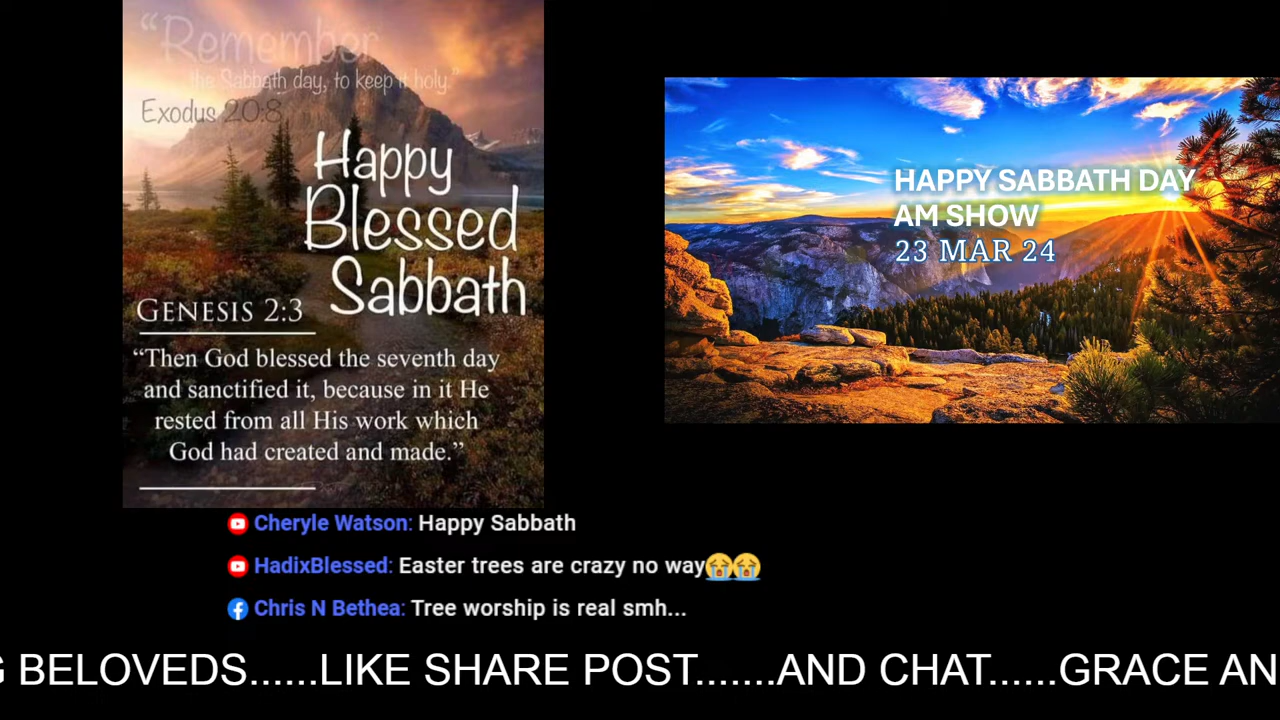 “Remember
the Sabbath day, to keep it holy.”
Exodus 20:8
Happy
Blessed
Sabbath
GENESIS 2:3
“Then God blessed the seventh day
and sanctified it, because in it He
rested from all His work which
God had created and made.”
HAPPY SABBATH DAY
AM SHOW
23 MAR 24
Cheryle Watson: Happy Sabbath
HadixBlessed: Easter trees are crazy no way😭😭
Chris N Bethea: Tree worship is real smh...
G BELOVEDS......LIKE SHARE POST.......AND CHAT......GRACE AN